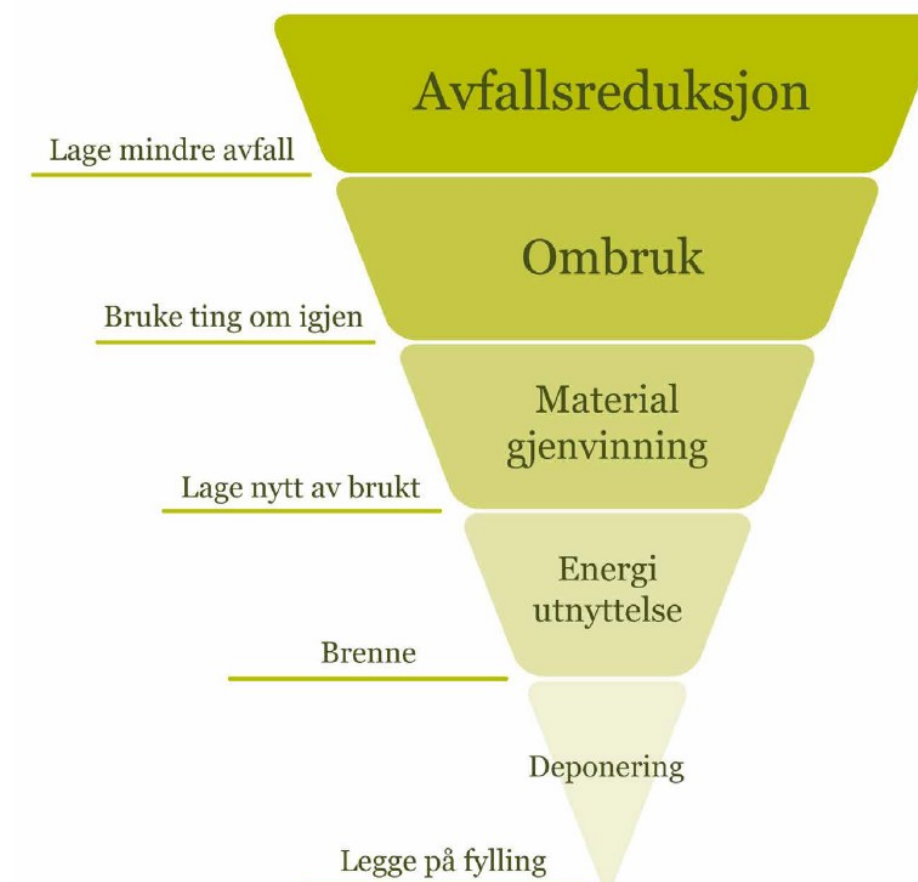 Avfallsreduksjon
Lage mindre avfall
Ombruk
Bruke ting om igjen
Material
gjenvinning
Lage nytt av brukt
Energi
utnyttelse
Brenne
Deponering
Legge på fylling